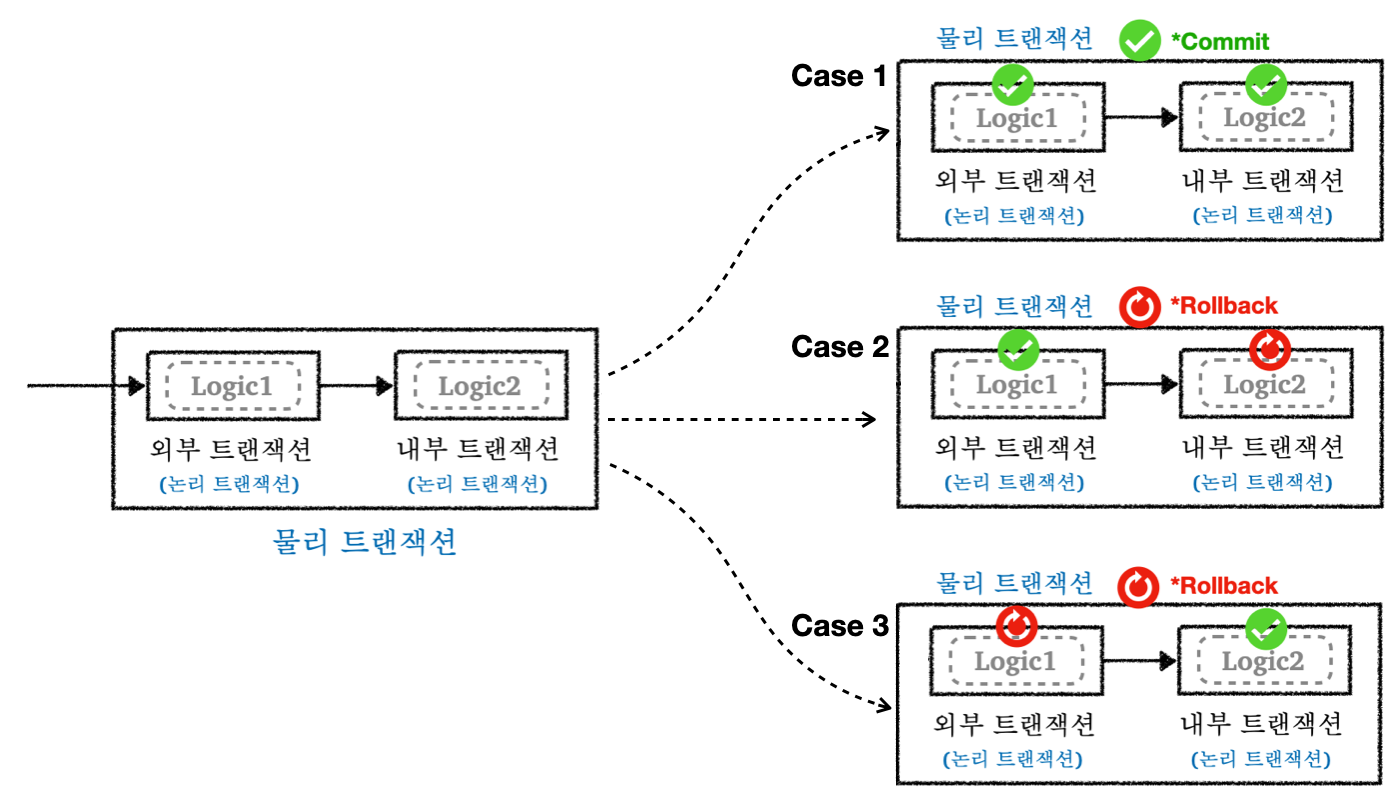 Logic1
Logic2
외부 트랜잭션
내부 트랜잭션
(논리 트랜잭션)
(논리 트랜잭션)
물리 트랜잭션
Case 1
물리 트랜잭션
*Commit
Logic1
Logic2
외부 트랜잭션
내부 트랜잭션
(논리 트랜잭션)
(논리 트랜잭션)
Case 2
물리 트랜잭션
*Rollback
Logic1
Logic2
외부 트랜잭션
내부 트랜잭션
(논리 트랜잭션)
(논리 트랜잭션)
Case 3
물리 트랜잭션
*Rollback
Logic1
Logic2
외부 트랜잭션
내부 트랜잭션
(논리 트랜잭션)
(논리 트랜잭션)